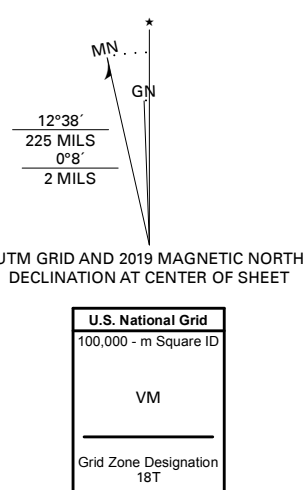 ★
MN
GN
12°38´
225 MILS
0°8´
2 MILS
UTM GRID AND 2019 MAGNETIC NORTH
DECLINATION AT CENTER OF SHEET
U.S. National Grid
100,000 - m Square ID
VM
Grid Zone Designation
18T